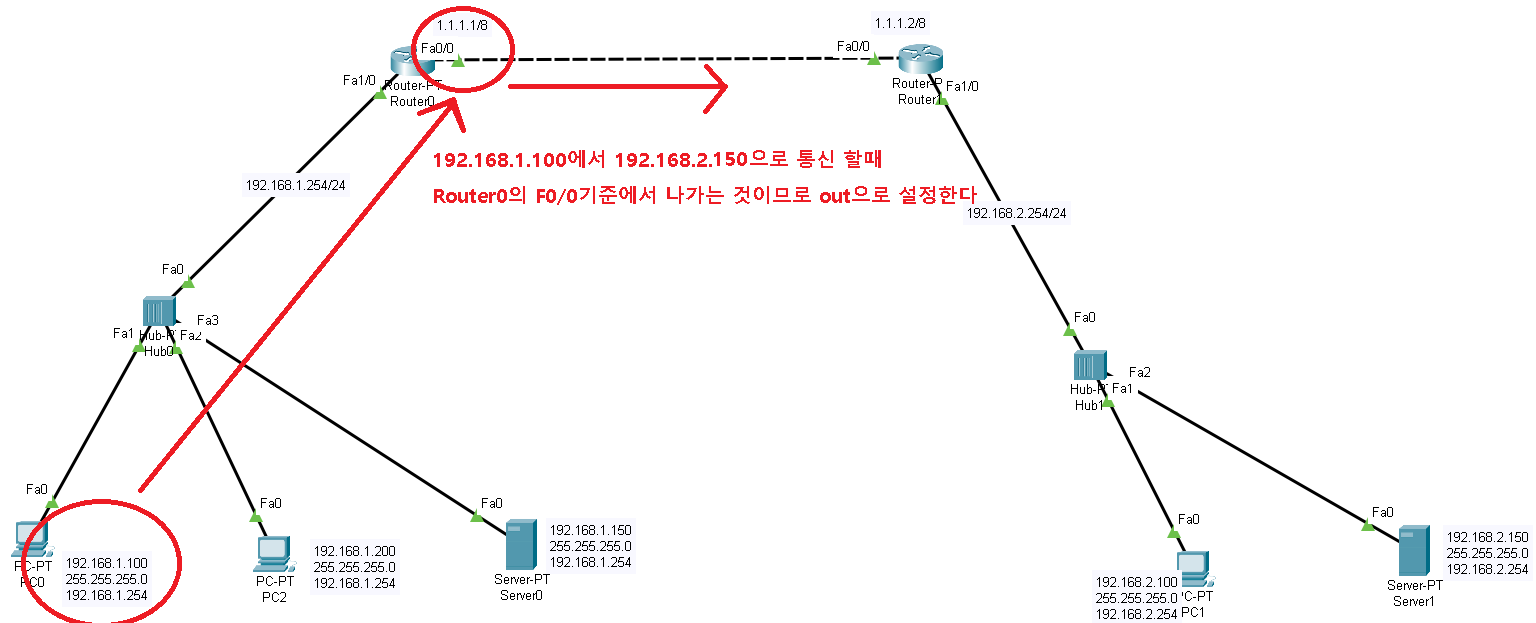 1.1.1.1/8
1.1.1.2/8
Fa0/0
Fa0/0
Fa1/0
Router-PT
Router0
Router-P
Router1
Fa1/0
192.168.1.100에서 192.168.2.150으로 통신 할때
Router0의 F0/0기준에서 나가는 것이므로 out으로 설정한다
192.168.1.254/24
192.168.2.254/24
Fa0
Fa3
Fa1
Fa2
Hub-P
Hub0
Fa0
Fa2
Hub-PT
Fa1
Hub1
Fa0
PC-PT
PC0
192.168.1.100
255.255.255.0
192.168.1.254
Fa0
PC-PT
PC2
192.168.1.200
255.255.255.0
192.168.1.254
Fa0
Server-PT
Server0
192.168.1.150
255.255.255.0
192.168.1.254
Fa0
192.168.2.100
255.255.255.0
192.168.2.254
C-PT
PC1
Fa0
Server-PT
Server1
192.168.2.150
255.255.255.0
192.168.2.254